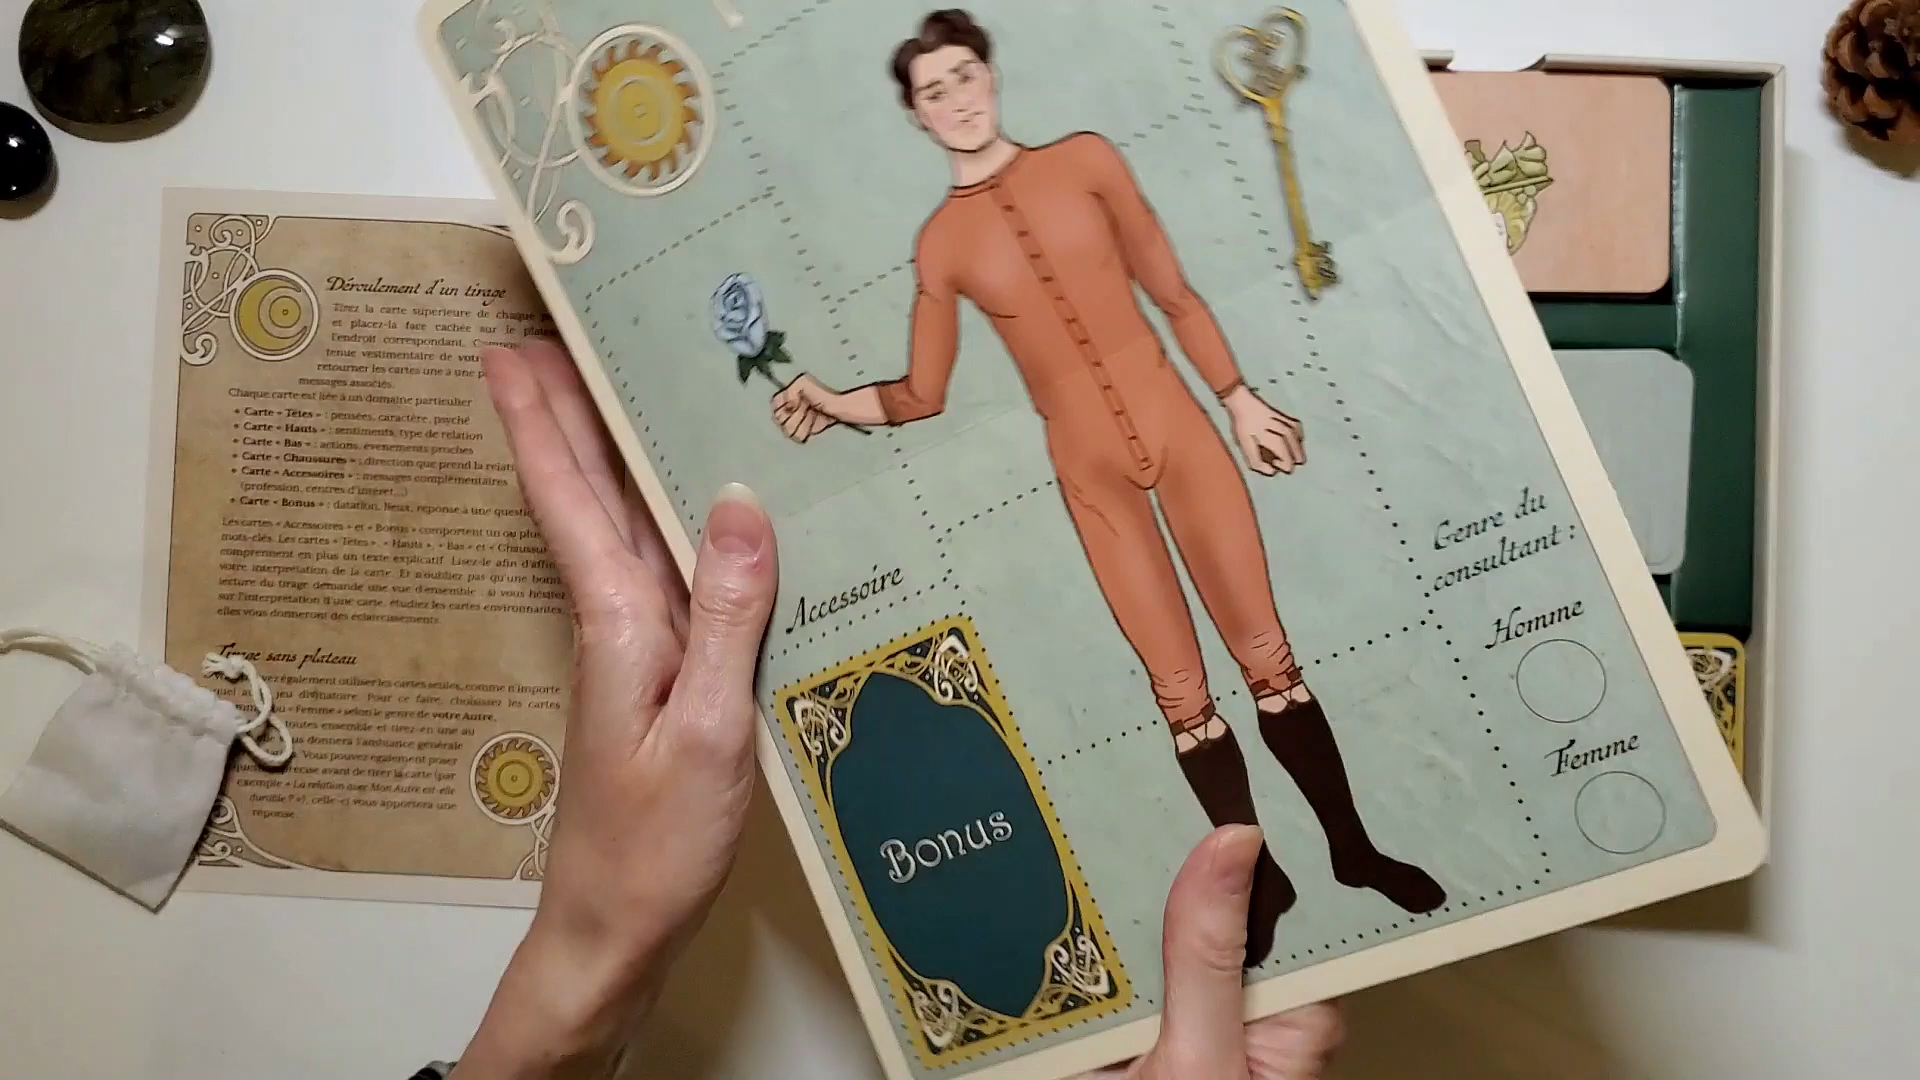 Déroulement d'un tirage
Tirez la carte supérieure de chaque
et placez-la face cachée sur le plateau
l'endroit correspondant.
tenue vestimentaire de votre
retourner les cartes une à une
messages associés.
Chaque carte est liée à un domaine particulier
• Carte « Têtes » : pensées, caractère, psyché
• Carte « Hauts » : sentiments, type de relation
• Carte « Bas » : actions, évènements proches
• Carte « Chaussures » : direction que prend la
• Carte « Accessoires » : messages complémentaires
(profession, centres d'intérêt...)
• Carte « Bonus » : datation, lieux, réponse à une
Les cartes « Accessoires » et « Bonus » comportent un ou
mots-clés. Les cartes « Têtes », « Hauts », « Bas » et
comprennent en plus un texte explicatif. Lisez-le afin
votre interprétation de la carte. Et n'oubliez pas qu'une
lecture du tirage demande une vue d'ensemble : si vous
sur l'interprétation d'une carte, étudiez les cartes environnantes,
elles vous donneront des éclaircissements.
Tirage sans plateau
également utiliser les cartes seules, comme n'importe
jeu divinatoire. Pour ce faire, choisissez les cartes
« Femme » selon le genre de votre Autre,
toutes ensemble et tirez-en une au
donnera l'ambiance générale
Vous pouvez également poser
précise avant de tirer la carte (par
exemple « La relation avec Mon Autre est-elle
durable ? »), celle-ci vous apportera une
réponse.
Accessoire
Bonus
Genre du
consultant :
Homme
Femme